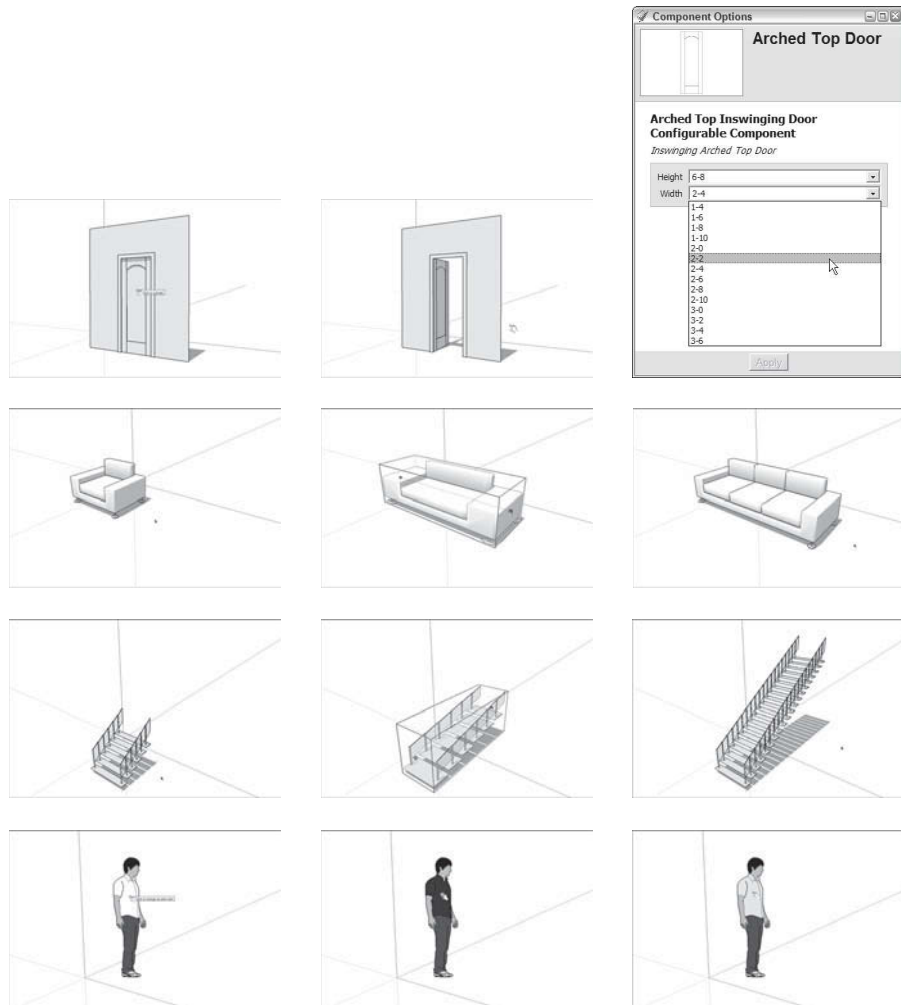 Component Options
Arched Top Door
Arched Top Inswinging Door
Configurable Component
Inswinging Arched Top Door
Height 6-8
Width 2-4
1-4
1-6
1-8
1-10
2-0
2-2
2-4
2-6
2-8
2-10
3-0
3-2
3-4
3-6
Apply